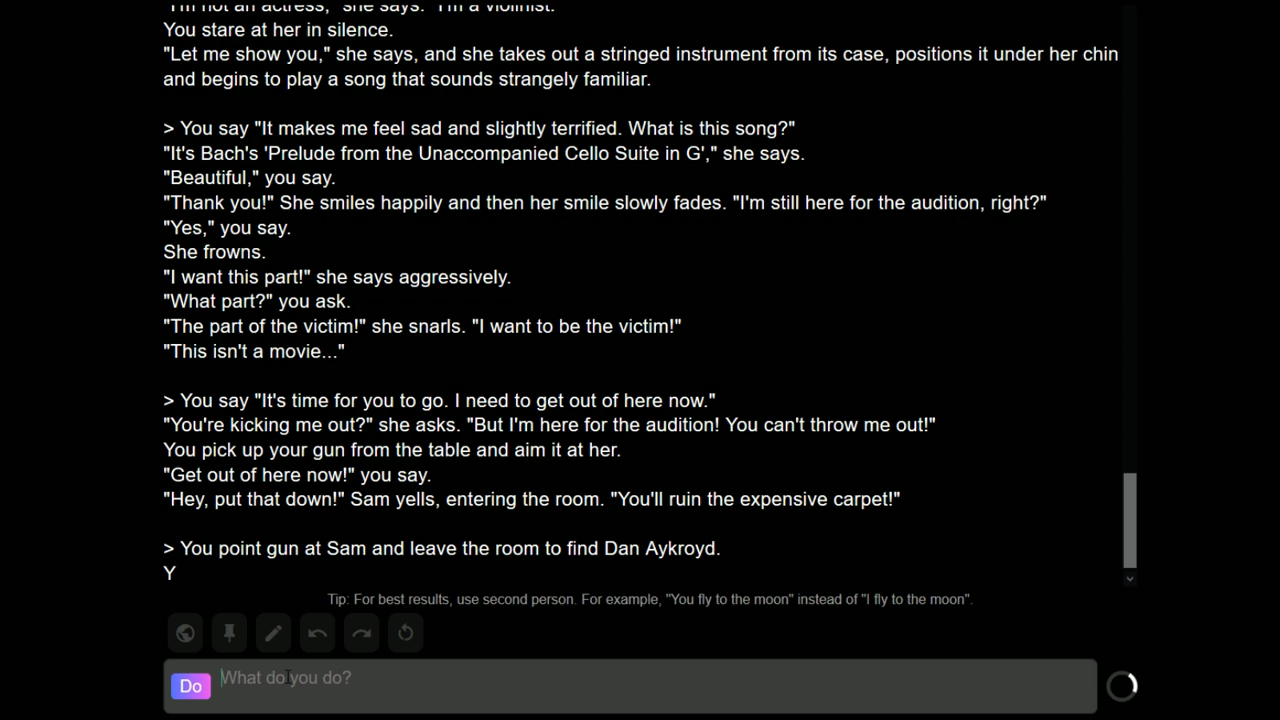 "I'm not an actress," she says. "I'm a violinist."
You stare at her in silence.
"Let me show you," she says, and she takes out a stringed instrument from its case, positions it under her chin
and begins to play a song that sounds strangely familiar.
> You say "It makes me feel sad and slightly terrified. What is this song?"
"It's Bach's 'Prelude from the Unaccompanied Cello Suite in G'," she says.
"Beautiful," you say.
"Thank you!" She smiles happily and then her smile slowly fades. "I'm still here for the audition, right?"
"Yes," you say.
She frowns.
"I want this part!" she says aggressively.
"What part?" you ask.
"The part of the victim!" she snarls. "I want to be the victim!"
"This isn't a movie..."
> You say "It's time for you to go. I need to get out of here now."
"You're kicking me out?" she asks. "But I'm here for the audition! You can't throw me out!"
You pick up your gun from the table and aim it at her.
"Get out of here now!" you say.
"Hey, put that down!" Sam yells, entering the room. "You'll ruin the expensive carpet!"
> You point gun at Sam and leave the room to find Dan Aykroyd.
Y
Tip: For best results, use second person. For example, "You fly to the moon" instead of "I fly to the moon".
Do What do you do?